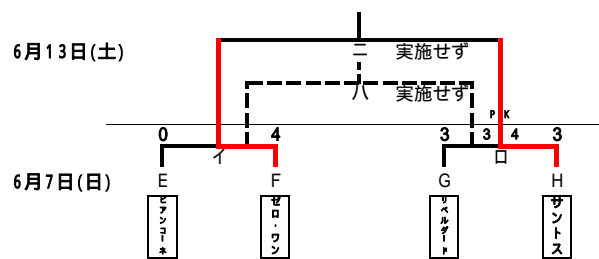 6月13日(土)
ニ 実施せず
ハ 実施せず
P K
0 4 3 3 4 3
イ ロ
6月7日(日)
E F G H
ビアンコーネ
ゼロ・ワン
リベルダード
サントス